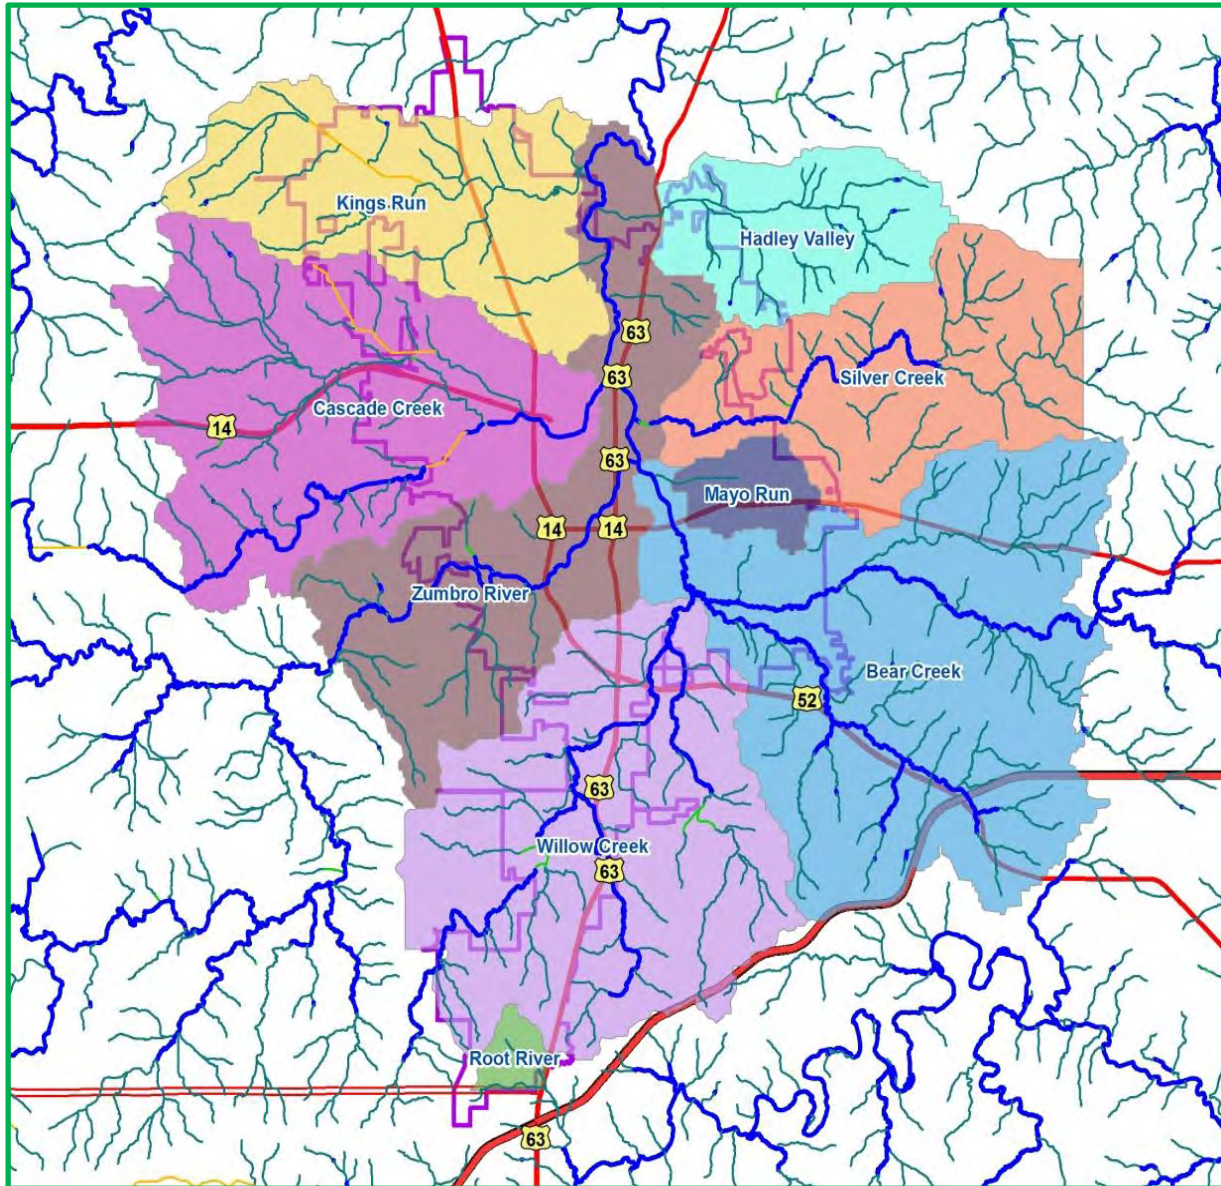 Kings Run
Hadley Valley
63
63
Silver Creek
Cascade Creek
14
63
Mayo Run
14
14
Zumbro River
Bear Creek
52
63
Willow Creek
63
Root River
63